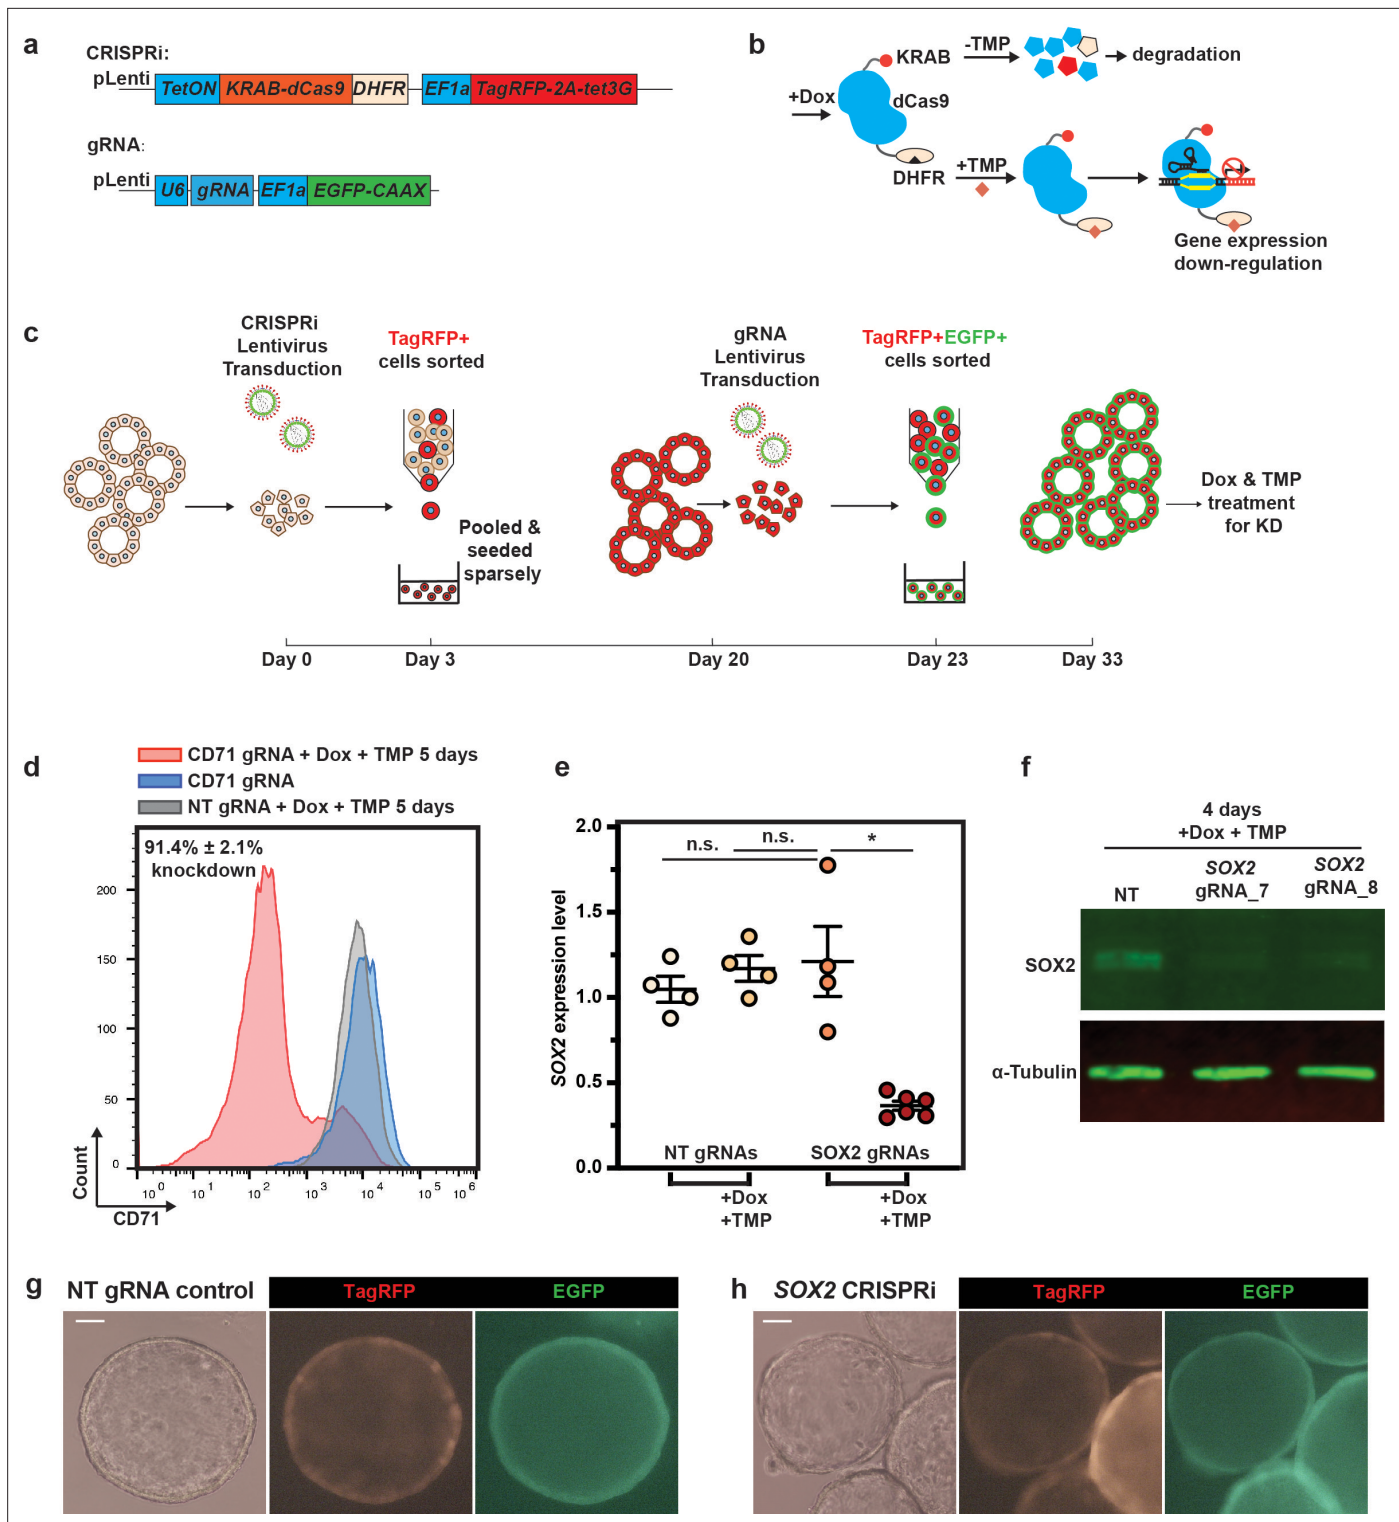 a
CRISPRi:
pLenti
TetON KRAB-dCas9 DHFR EF1a TagRFP-2A-tet3G
gRNA:
pLenti
U6 gRNA EF1a EGFP-CAAX
b
KRAB
-TMP
degradation
+Dox
dCas9
DHFR
+TMP
Gene expression
down-regulation
c
CRISPRi
Lentivirus
Transduction
TagRFP+
cells sorted
Pooled &
seeded
sparsely
gRNA
Lentivirus
Transduction
TagRFP+EGFP+
cells sorted
Dox & TMP
treatment
for KD
Day 0
Day 3
Day 20
Day 23
Day 33
d
CD71 gRNA + Dox + TMP 5 days
CD71 gRNA
NT gRNA + Dox + TMP 5 days
91.4% ± 2.1%
knockdown
200
150
100
50
0
Count
10 0
10 1
10 2
10 3
10 4
10 5
10 6
CD71
e
SOX2 expression level
2.0
1.5
1.0
0.5
0.0
n.s.
n.s.
*
NT gRNAs
SOX2 gRNAs
+Dox
+TMP
+Dox
+TMP
f
4 days
+Dox + TMP
NT
SOX2
gRNA_7
SOX2
gRNA_8
SOX2
α-Tubulin
g
NT gRNA control
TagRFP
EGFP
h
SOX2 CRISPRi
TagRFP
EGFP